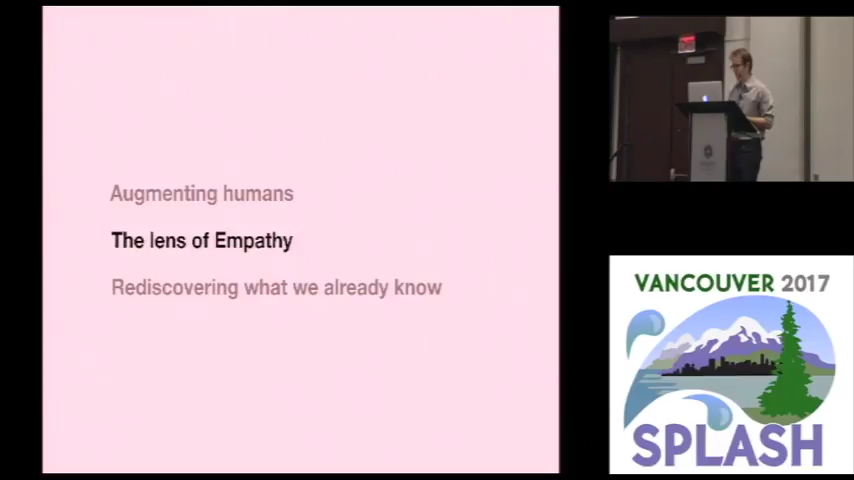 Augmenting humans
The lens of Empathy
Rediscovering what we already know
VANCOUVER 2017
SPLASH